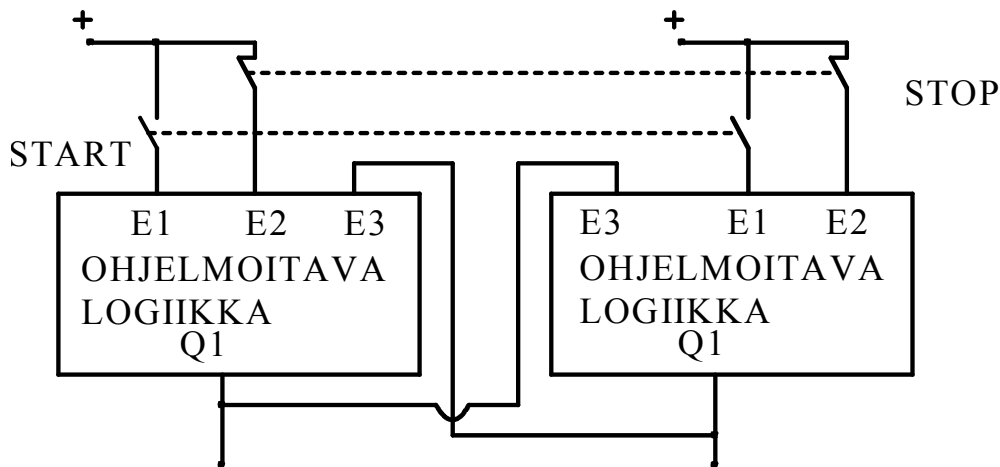 +
+
STOP
START
E1 E2 E3
OHJELMOITAVA
LOGIIKKA
Q1
E3 E1 E2
OHJELMOITAVA
LOGIIKKA
Q1